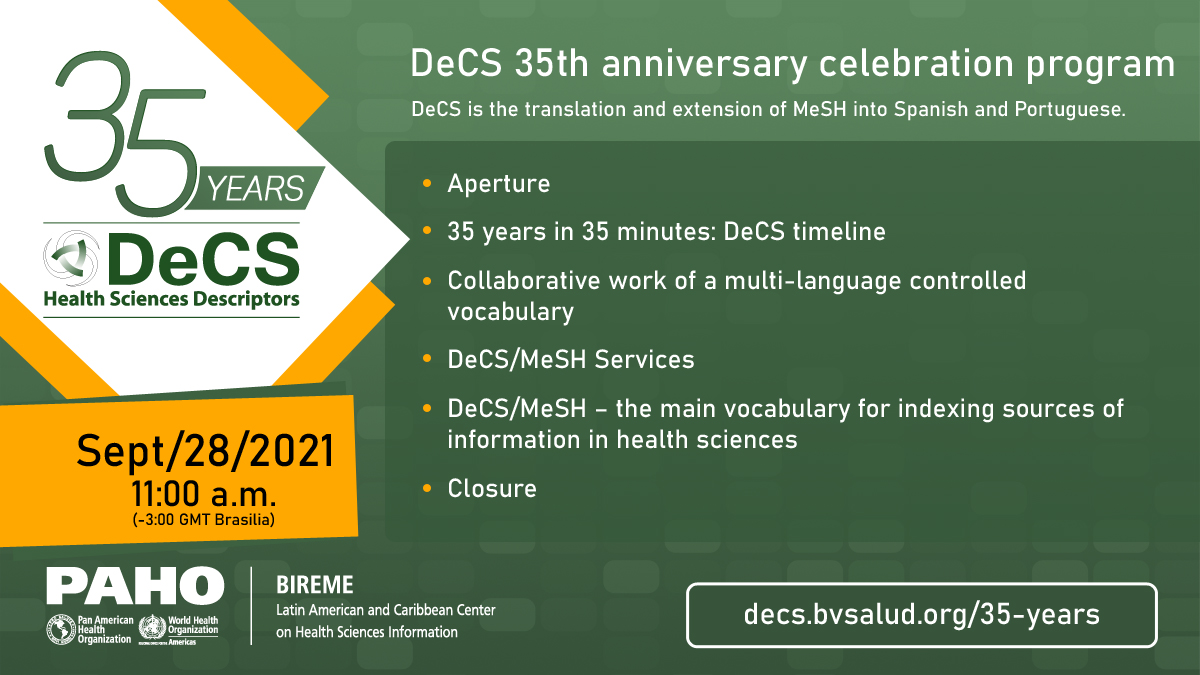 35
YEARS
DeCS
Health Sciences Descriptors
Sept/28/2021
11:00 a.m.
(-3:00 GMT Brasilia)
DeCS 35th anniversary celebration program
DeCS is the translation and extension of MeSH into Spanish and Portuguese.
• Aperture
• 35 years in 35 minutes: DeCS timeline
• Collaborative work of a multi-language controlled
vocabulary
• DeCS/MeSH Services
• DeCS/MeSH – the main vocabulary for indexing sources of
information in health sciences
• Closure
PAHO
Pan American
Health
Organization
World Health
Organization
REGIONAL OFFICE FOR THE Americas
BIREME
Latin American and Caribbean Center
on Health Sciences Information
decs.bvsalud.org/35-years